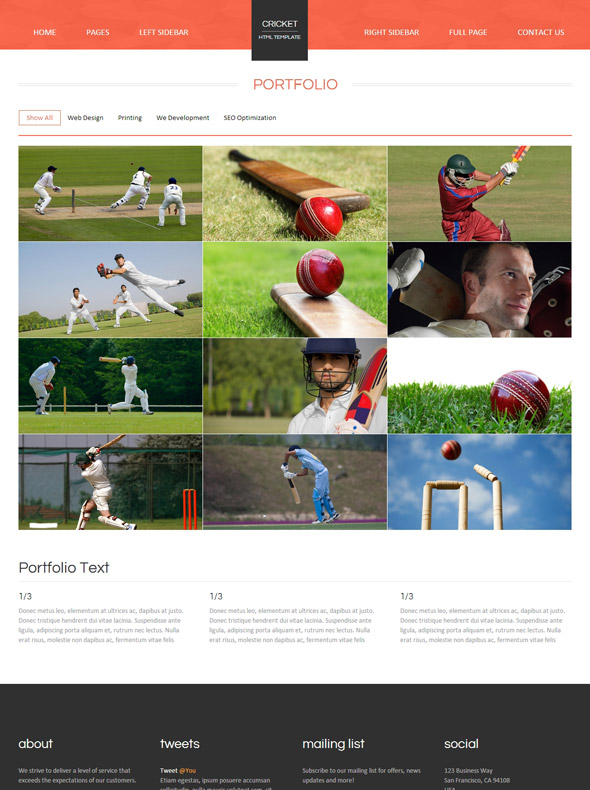 HOME PAGES LEFT SIDEBAR CRICKET RIGHT SIDEBAR FULL PAGE CONTACT US
HTML TEMPLATE
PORTFOLIO
Show All Web Design Printing We Development SEO Optimization
Portfolio Text
1/3
Donec metus leo, elementum at ultrices ac, dapibus at justo.
Donec tristique hendrerit dui vitae lacinia. Suspendisse ante
ligula, adipiscing porta aliquam et, rutrum nec lectus. Nulla
erat risus, molestie non dapibus ac, fermentum vitae felis
1/3
Donec metus leo, elementum at ultrices ac, dapibus at justo.
Donec tristique hendrerit dui vitae lacinia. Suspendisse ante
ligula, adipiscing porta aliquam et, rutrum nec lectus. Nulla
erat risus, molestie non dapibus ac, fermentum vitae felis
1/3
Donec metus leo, elementum at ultrices ac, dapibus at justo.
Donec tristique hendrerit dui vitae lacinia. Suspendisse ante
ligula, adipiscing porta aliquam et, rutrum nec lectus. Nulla
erat risus, molestie non dapibus ac, fermentum vitae felis
about
We strive to deliver a level of service that
exceeds the expectations of our customers.
tweets
Tweet @You
Etiam egestas, ipsum posuere accumsan
mailing list
Subscribe to our mailing list for offers, news
updates and more!
social
123 Business Way
San Francisco, CA 94108